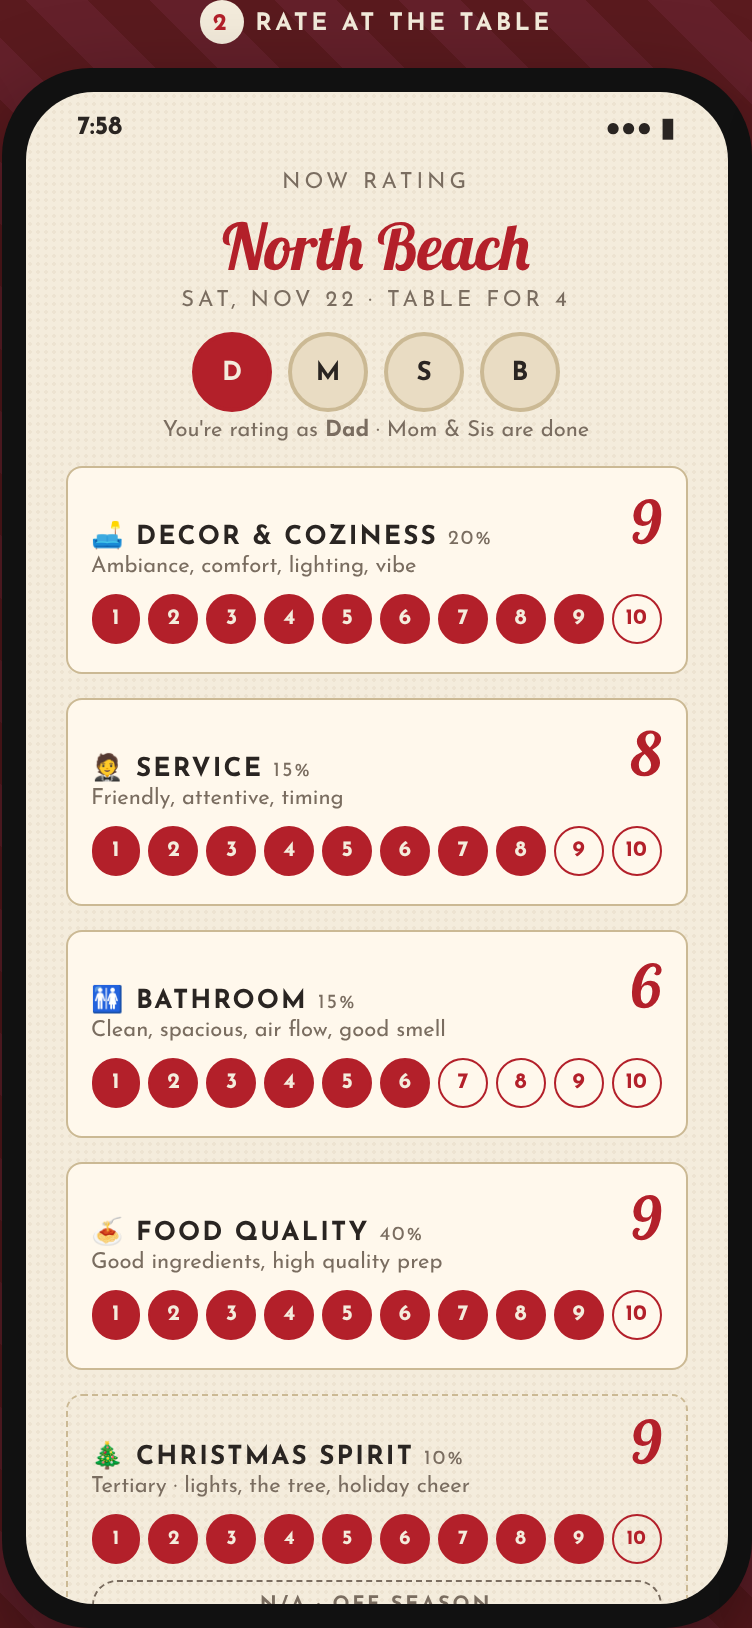 2 RATE AT THE TABLE
7:58
NOW RATING
North Beach
SAT, NOV 22 · TABLE FOR 4
D M S B
You're rating as Dad · Mom & Sis are done
DECOR & COZINESS 20% 9
Ambiance, comfort, lighting, vibe
1 2 3 4 5 6 7 8 9 10
SERVICE 15% 8
Friendly, attentive, timing
1 2 3 4 5 6 7 8 9 10
BATHROOM 15% 6
Clean, spacious, air flow, good smell
1 2 3 4 5 6 7 8 9 10
FOOD QUALITY 40% 9
Good ingredients, high quality prep
1 2 3 4 5 6 7 8 9 10
CHRISTMAS SPIRIT 10% 9
Tertiary · lights, the tree, holiday cheer
1 2 3 4 5 6 7 8 9 10
N/A · OFF SEASON